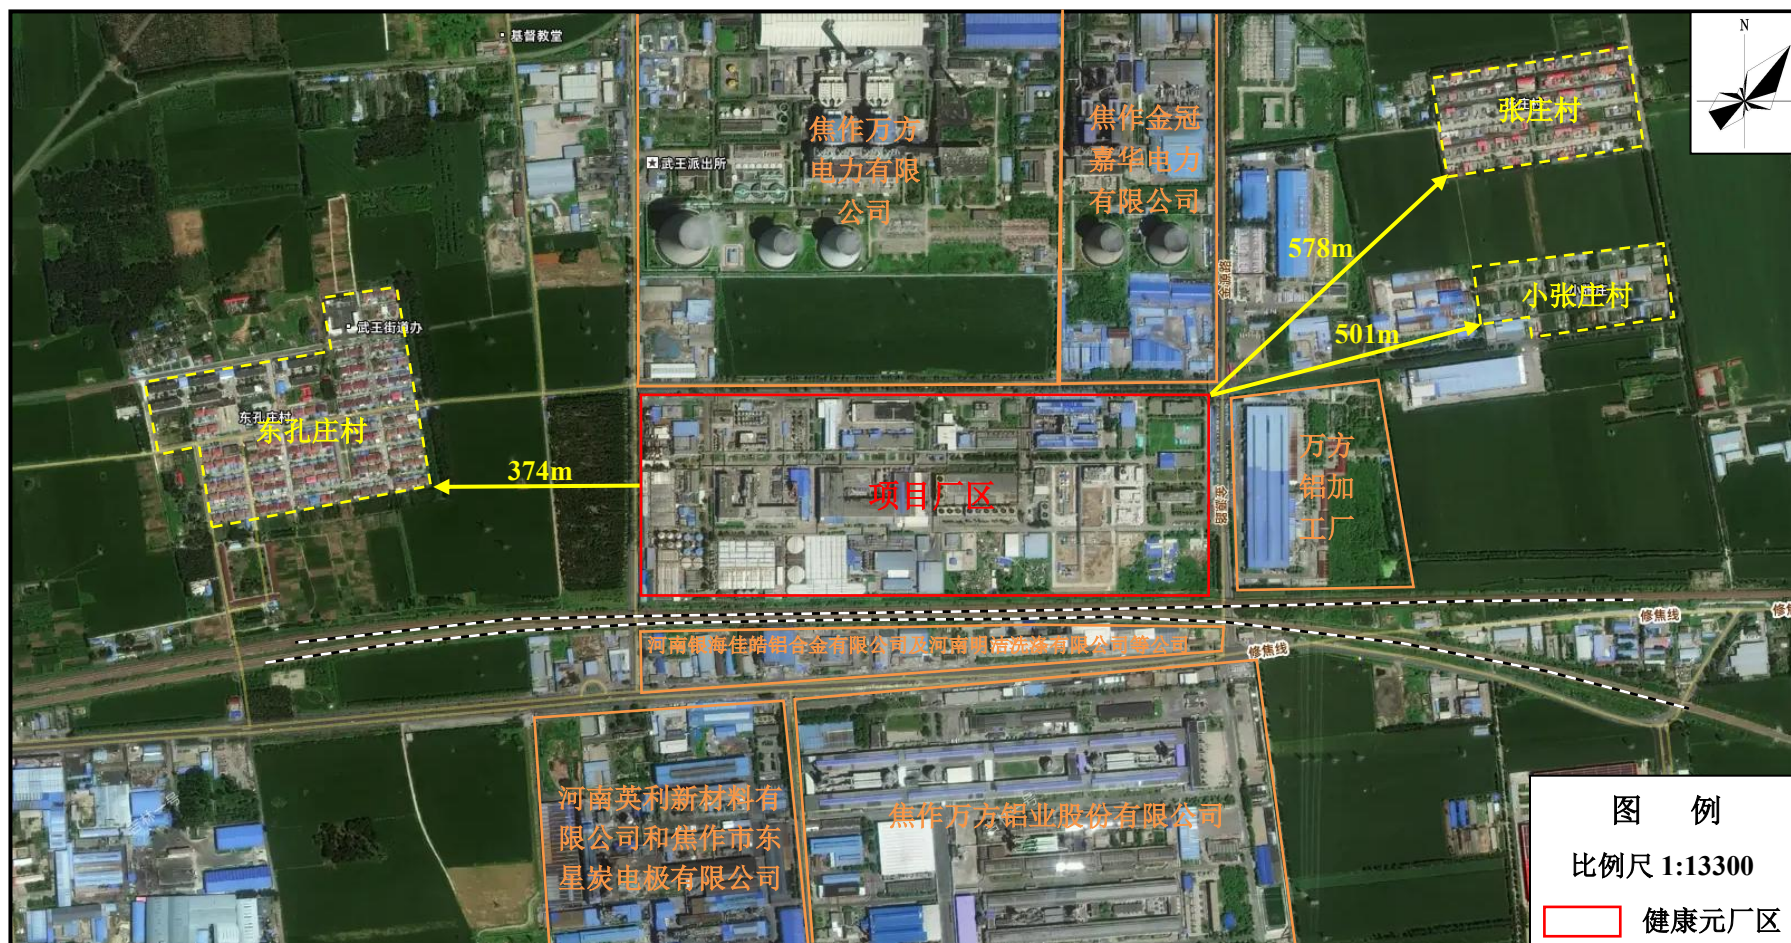 基督教堂
N
焦作万方
电力有限
公司
焦作金冠
嘉华电力
有限公司
张庄村
武王派出所
578m
金源路
小张庄村
501m
武王街道办
东孔庄村
东孔庄村
374m
项目厂区
万方
铝加
工厂
金源路
河南银海佳皓铝合金有限公司及河南明洁洗涤有限公司等公司
修焦线
修焦线
河南英利新材料有
限公司和焦作市东
星炭电极有限公司
焦作万方铝业股份有限公司
图 例
比例尺 1:13300
健康元厂区